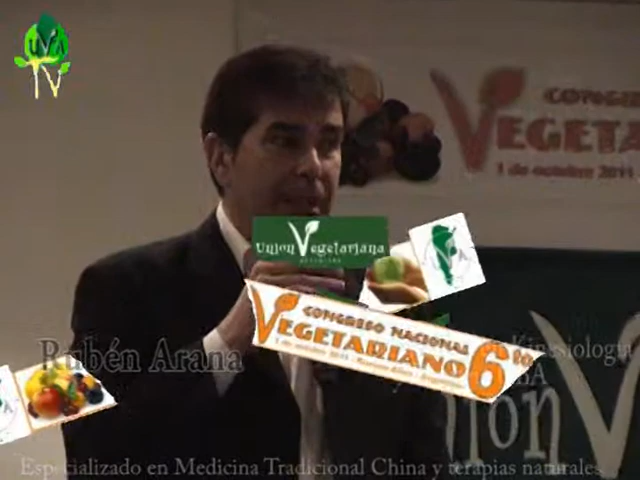 UVA
TV
CONGRE
VEGETA
1 de octubre 2011
Union Vegetariana
CONGRESO NACIONAL
VEGETARIANO 6to
Rubén Arana
Kinesiologia
Union V
Especializado en Medicina Tradicional China y terapias naturales